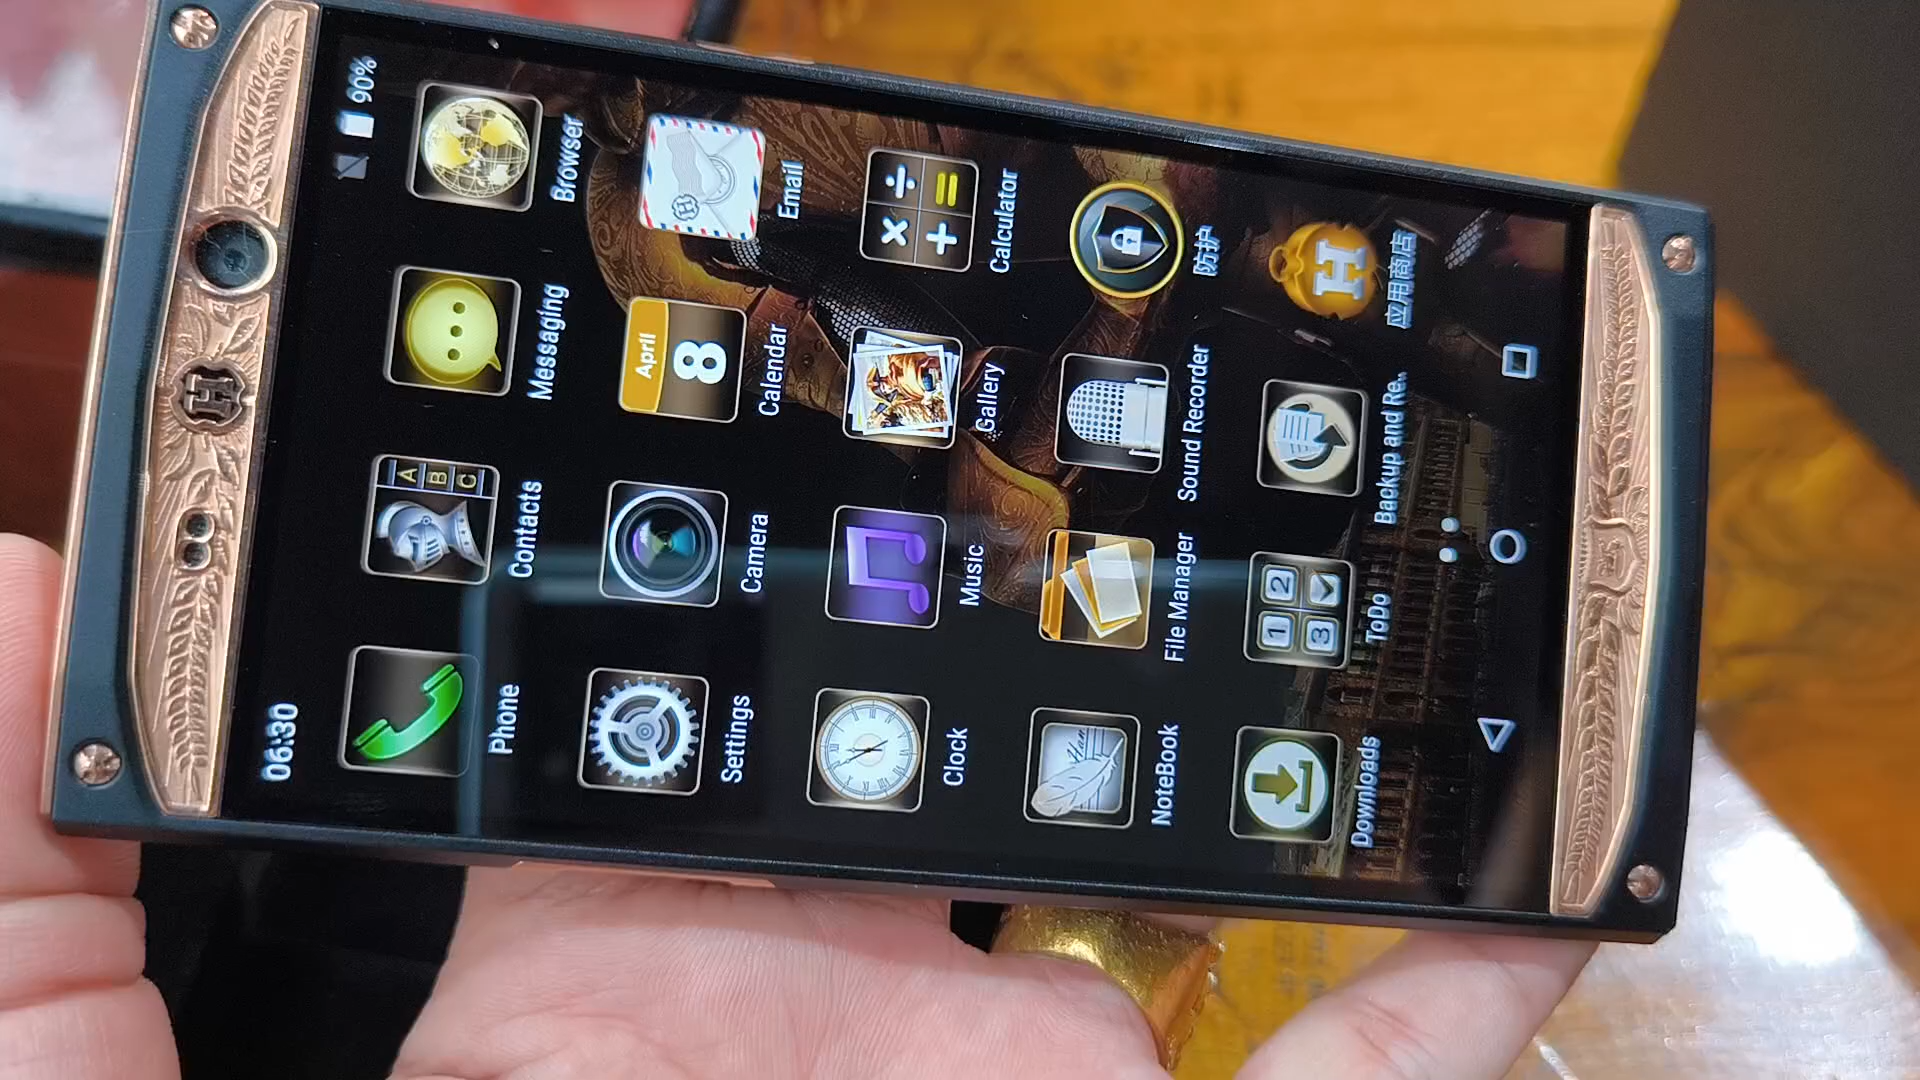 06:30 90%
Phone Contacts Messaging Browser
April
8
Settings Camera Calendar Email
Clock Music Gallery Calculator
NoteBook File Manager Sound Recorder 防护
Downloads ToDo Backup and Re.. 应用商店
A
B
C
1 2
3
H
H